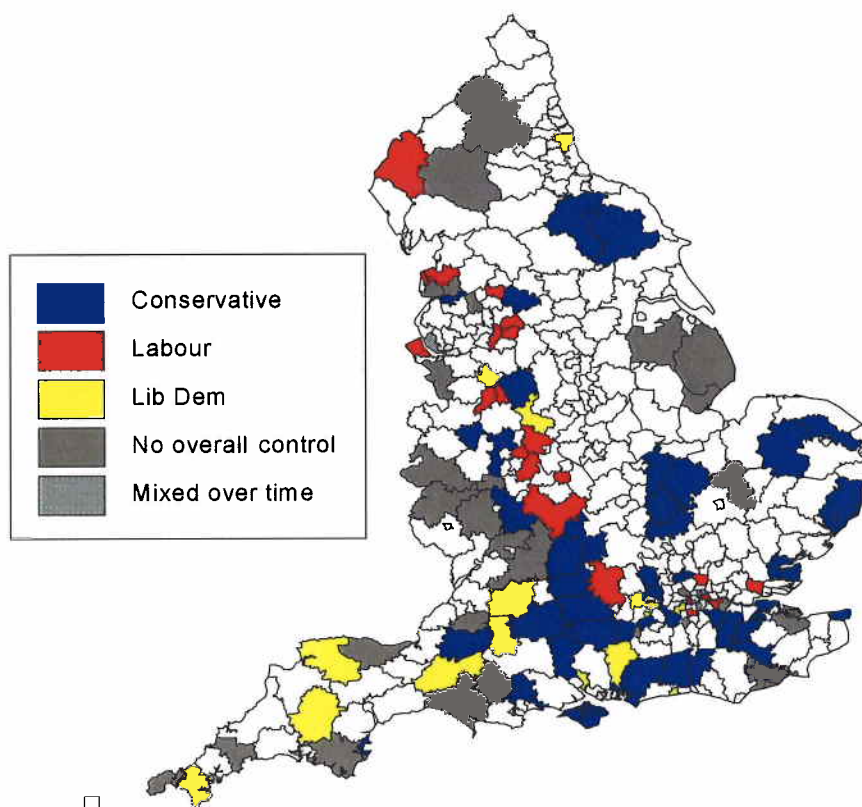 Conservative
Labour
Lib Dem
No overall control
Mixed over time